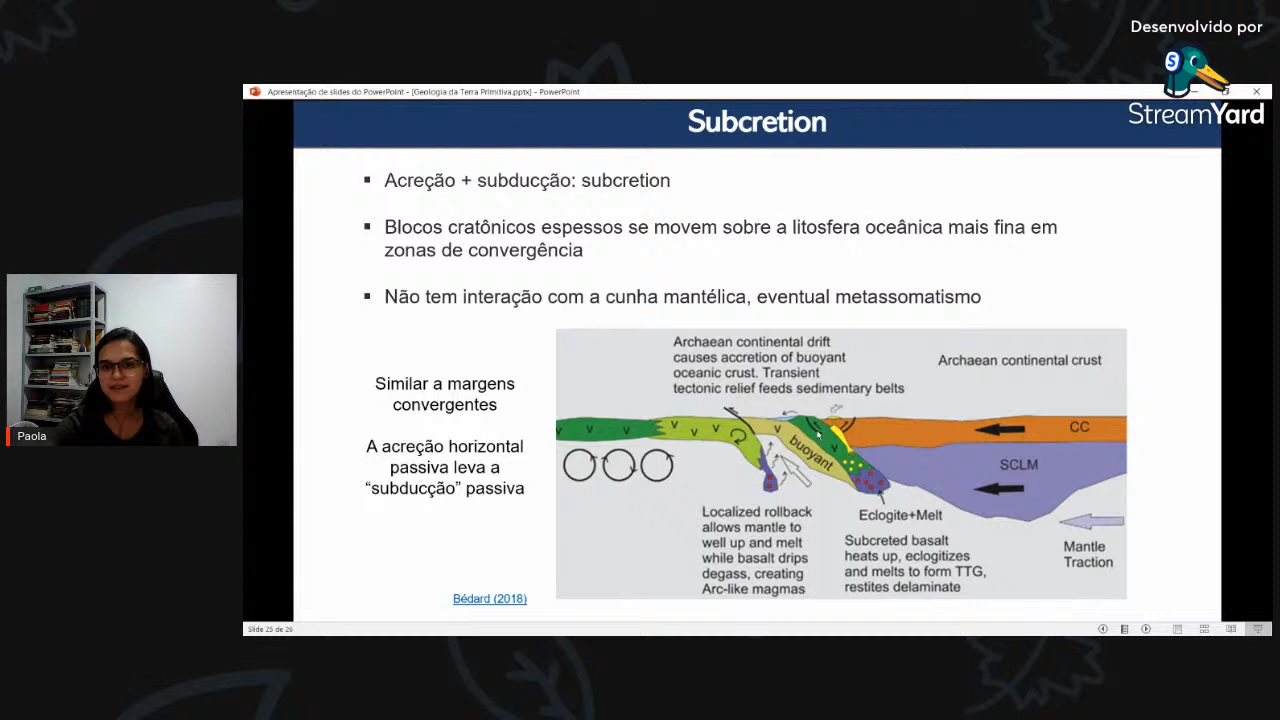 Desenvolvido por
S
StreamYard
Apresentação de slides do PowerPoint - [Geologia da Terra Primitiva.pptx] - PowerPoint
Subcretion
Acreção + subducção: subcretion
Blocos cratônicos espessos se movem sobre a litosfera oceânica mais fina em
zonas de convergência
Não tem interação com a cunha mantélica, eventual metassomatismo
Similar a margens
convergentes
A acreção horizontal
passiva leva a
“subducção” passiva
Bédard (2018)
Archaean continental drift
causes accretion of buoyant
oceanic crust. Transient
tectonic relief feeds sedimentary belts
Archaean continental crust
v v v v v v v v
buoyant
CC
SCLM
Localized rollback
allows mantle to
well up and melt
while basalt drips
degass, creating
Arc-like magmas
Eclogite+Melt
Subcreted basalt
heats up, eclogitizes
and melts to form TTG,
restites delaminate
Mantle
Traction
Paola
Slide 25 de 26